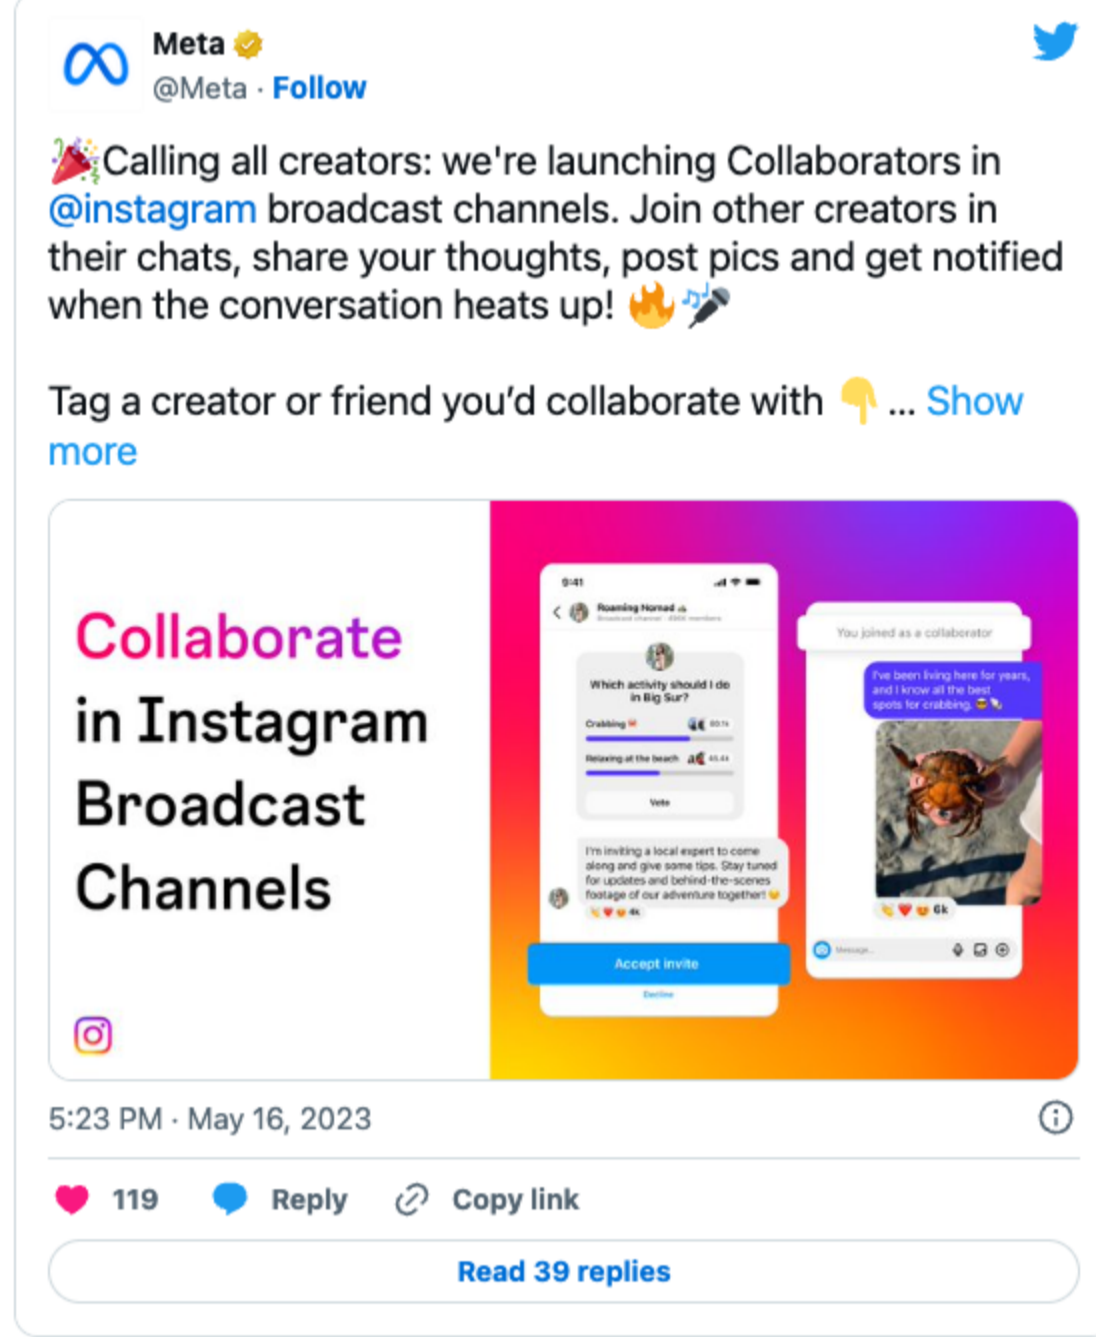 Meta
@Meta · Follow
🎉Calling all creators: we're launching Collaborators in
@instagram broadcast channels. Join other creators in
their chats, share your thoughts, post pics and get notified
when the conversation heats up! 🔥🎤
Tag a creator or friend you’d collaborate with 👇 ... Show
more
Collaborate
in Instagram
Broadcast
Channels
9:41
Roaming Nomad
Broadcast channel · members
Which activity should I do
in Big Sur?
Crabbing
Relaxing at the beach
Vote
I'm inviting a local expert to come
along and give some tips. Stay tuned
for updates and behind-the-scenes
footage of our adventure together! 😉
👏❤️😍 4k
Accept invite
Decline
You joined as a collaborator
I've been living here for years,
and I know all the best
spots for crabbing.
👏❤️😍 6k
Message...
5:23 PM · May 16, 2023
119 Reply Copy link
Read 39 replies